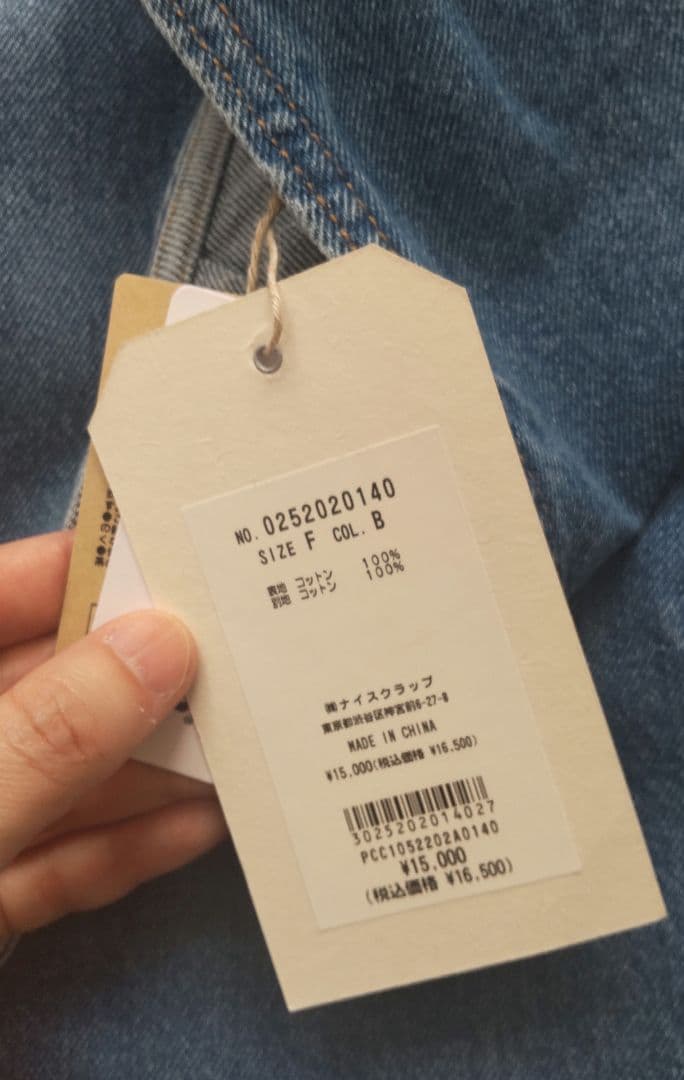 NO. 0252020140
SIZE F COL. B
表地 コットン 100%
別地 コットン 100%
㈱ナイスクラップ
東京都渋谷区神宮前6-27-8
MADE IN CHINA
¥15,000(税込価格 ¥16,500)
3025202014027
PCC1052202A0140
¥15,000
(税込価格 ¥16,500)